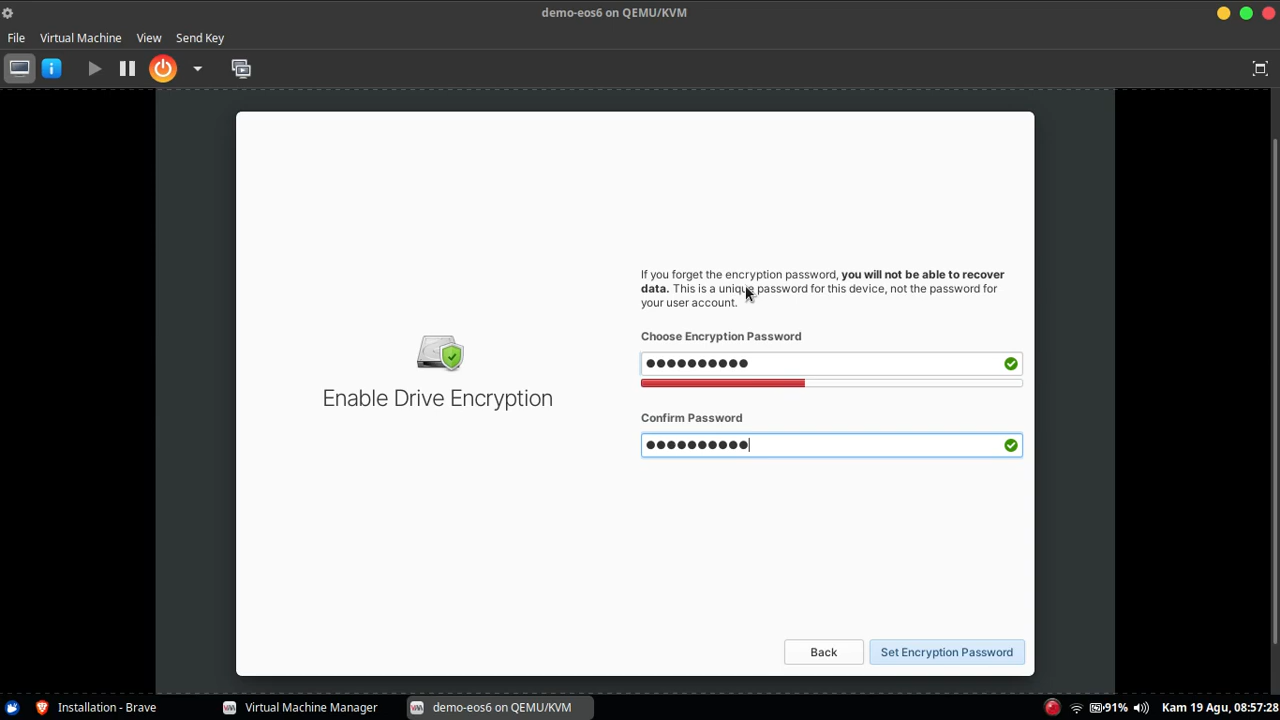 demo-eos6 on QEMU/KVM
File Virtual Machine View Send Key
If you forget the encryption password, you will not be able to recover
data. This is a unique password for this device, not the password for
your user account.
Choose Encryption Password
●●●●●●●●●●
Enable Drive Encryption
Confirm Password
●●●●●●●●●●
Back Set Encryption Password
Installation - Brave Virtual Machine Manager demo-eos6 on QEMU/KVM 91% Kam 19 Agu, 08:57:28